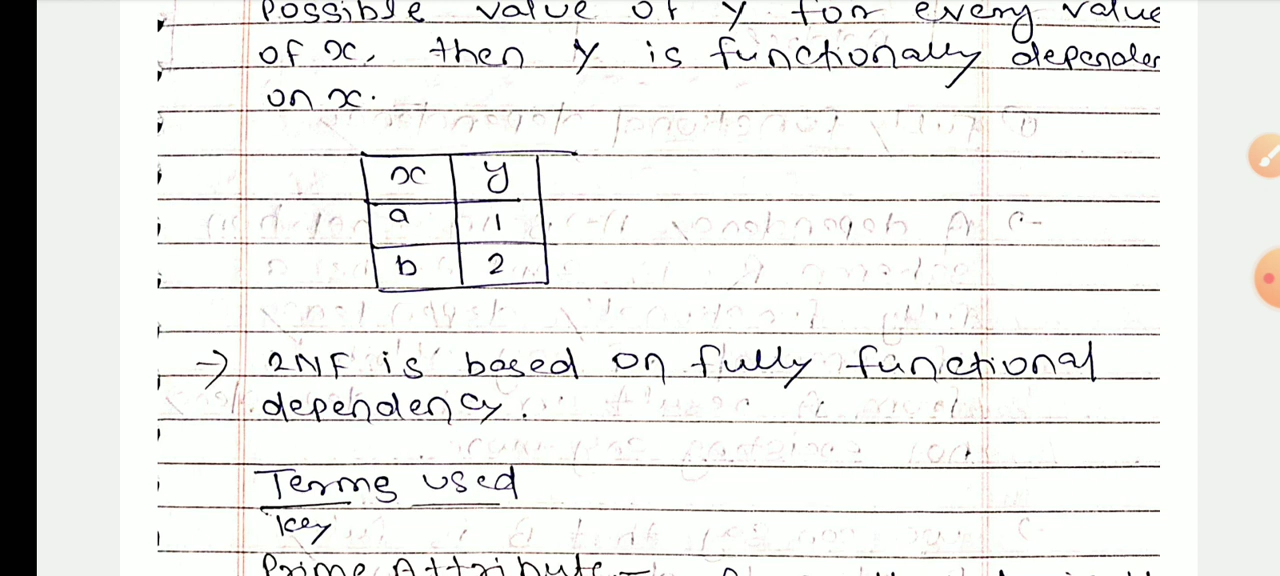 Possible value of y for every value
of x, then y is functionally dependen
on x.
x y
a 1
b 2
→ 2NF is based on fully functional
dependency.
Terms used
key
Prime Attribute -